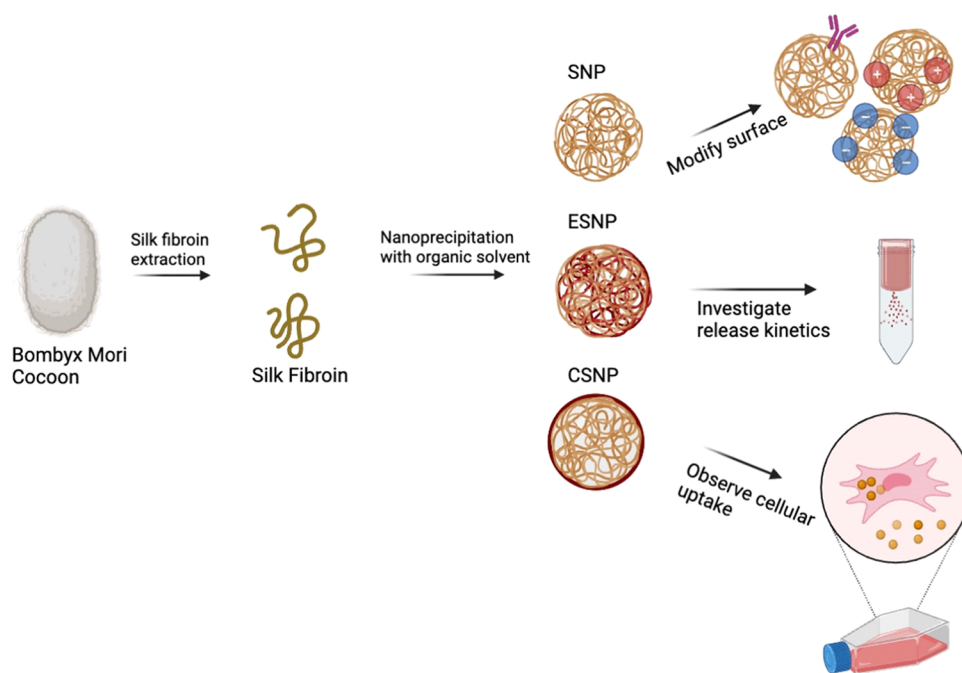 SNP
Modify surface
+
+
+
−
−
−
−
Silk fibroin
extraction
Nanoprecipitation
with organic solvent
ESNP
Investigate
release kinetics
Bombyx Mori
Cocoon
Silk Fibroin
CSNP
Observe cellular
uptake